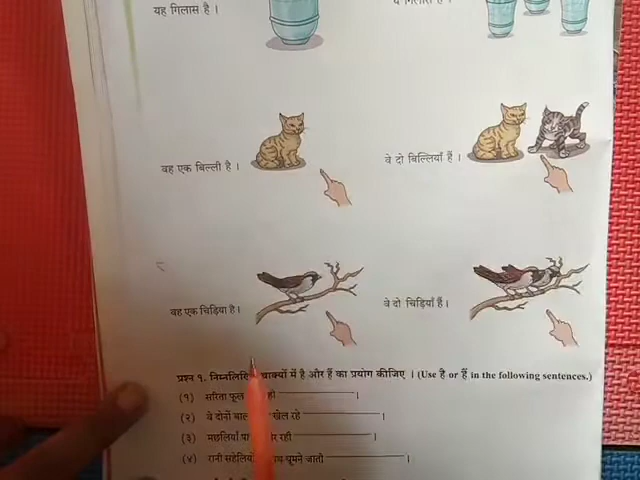 यह गिलास है ।
वह एक बिल्ली है ।
वे दो बिल्लियाँ हैं ।
वह एक चिड़िया है।
वे दो चिड़ियाँ हैं।
प्रश्न १. वाक्यों में है और हैं का प्रयोग कीजिए । (Use है or हैं in the following sentences.)
(१) सरिता फूल ।
(२) ये दोनों खेल रहे ।
(३) मछलियाँ रही ।
(४) रानी घूमने जाती ।